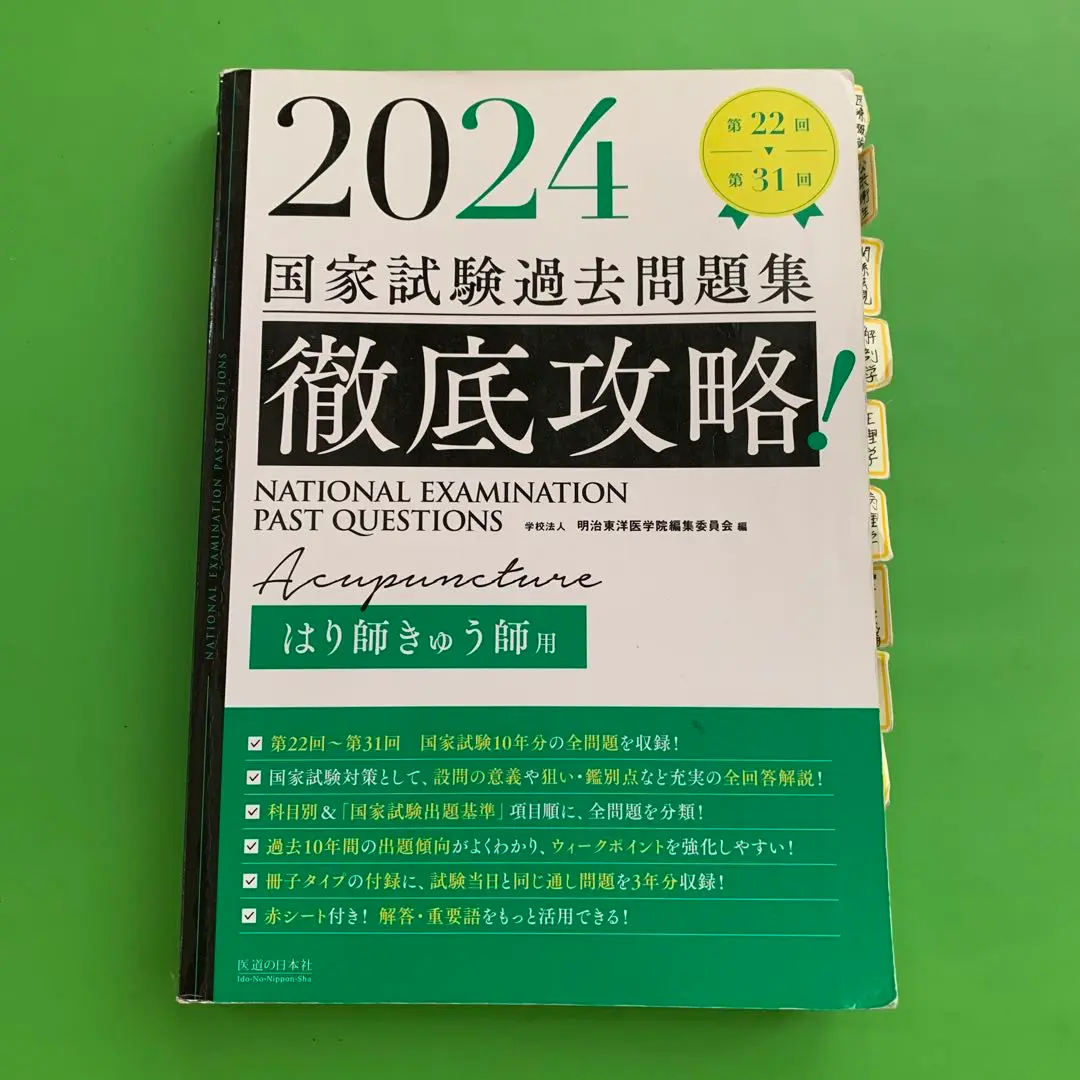 2024
第22回
▼
第31回
国家試験過去問題集
徹底攻略!
NATIONAL EXAMINATION
PAST QUESTIONS
学校法人 明治東洋医学院編集委員会 編
Acupuncture
はり師きゅう師用
第22回~第31回 国家試験10年分の全問題を収録!
国家試験対策として、設問の意義や狙い・鑑別点など充実の全回答解説!
科目別&「国家試験出題基準」項目順に、全問題を分類!
過去10年間の出題傾向がよくわかり、ウィークポイントを強化しやすい!
冊子タイプの付録に、試験当日と同じ通し問題を3年分収録!
赤シート付き! 解答・重要語をもっと活用できる!
医道の日本社
Ido-No-Nippon-Sha
NATIONAL EXAMINATION PAST QUESTIONS
公衆衛生
関係法規
解剖学
生理学
病理学